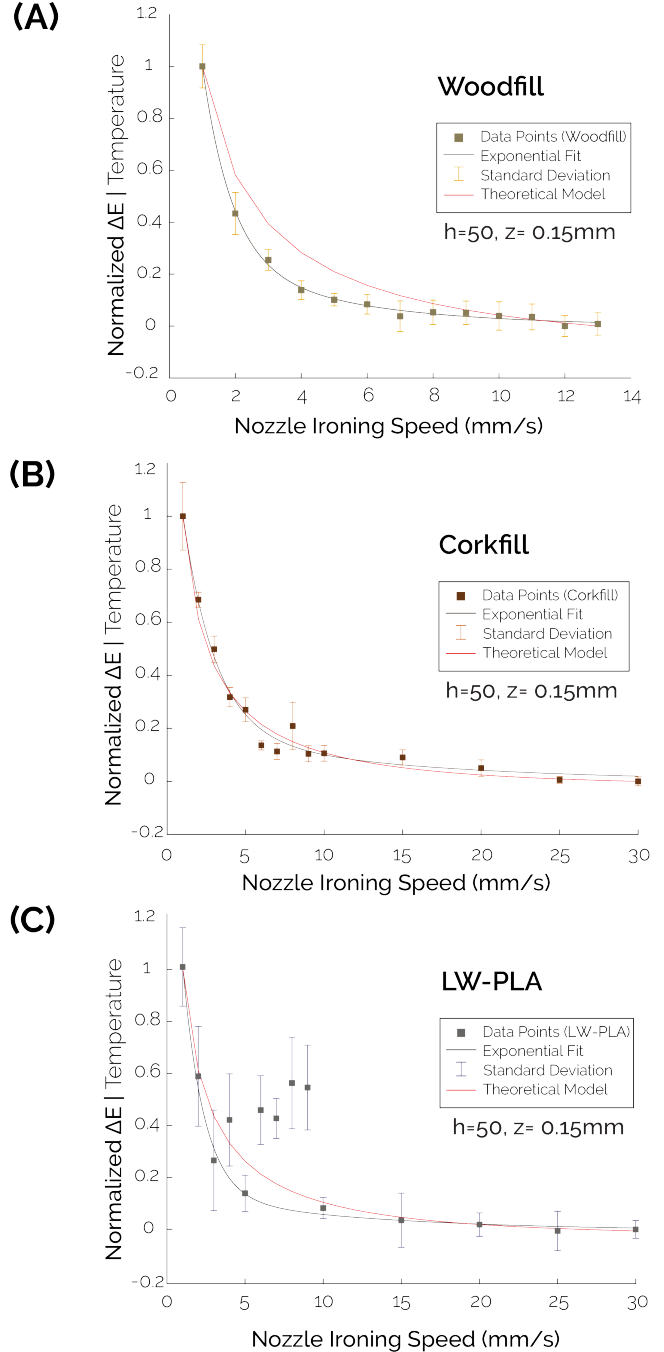 (A)
1.2
1
0.8
0.6
0.4
0.2
0
-0.2
Normalized ΔE | Temperature
Woodfill
Data Points (Woodfill)
Exponential Fit
Standard Deviation
Theoretical Model
h=50, z= 0.15mm
0 2 4 6 8 10 12 14
Nozzle Ironing Speed (mm/s)
(B)
1.2
1
0.8
0.6
0.4
0.2
0
-0.2
Normalized ΔE | Temperature
Corkfill
Data Points (Corkfill)
Exponential Fit
Standard Deviation
Theoretical Model
h=50, z= 0.15mm
0 5 10 15 20 25 30
Nozzle Ironing Speed (mm/s)
(C)
1.2
1
0.8
0.6
0.4
0.2
0
-0.2
Normalized ΔE | Temperature
LW-PLA
Data Points (LW-PLA)
Exponential Fit
Standard Deviation
Theoretical Model
h=50, z= 0.15mm
0 5 10 15 20 25 30
Nozzle Ironing Speed (mm/s)